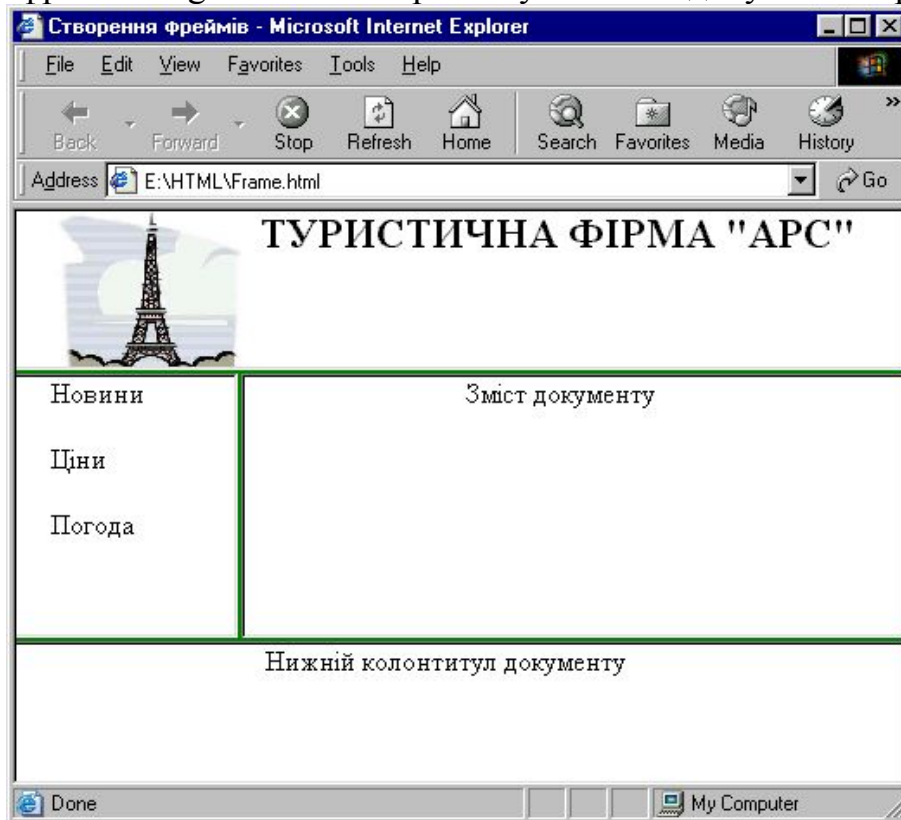 Створення фреймів - Microsoft Internet Explorer
File Edit View Favorites Tools Help
Back Forward Stop Refresh Home Search Favorites Media History »
Address E:\HTML\Frame.html Go
ТУРИСТИЧНА ФІРМА "АРС"
Новини
Зміст документу
Ціни
Погода
Нижній колонтитул документу
Done My Computer